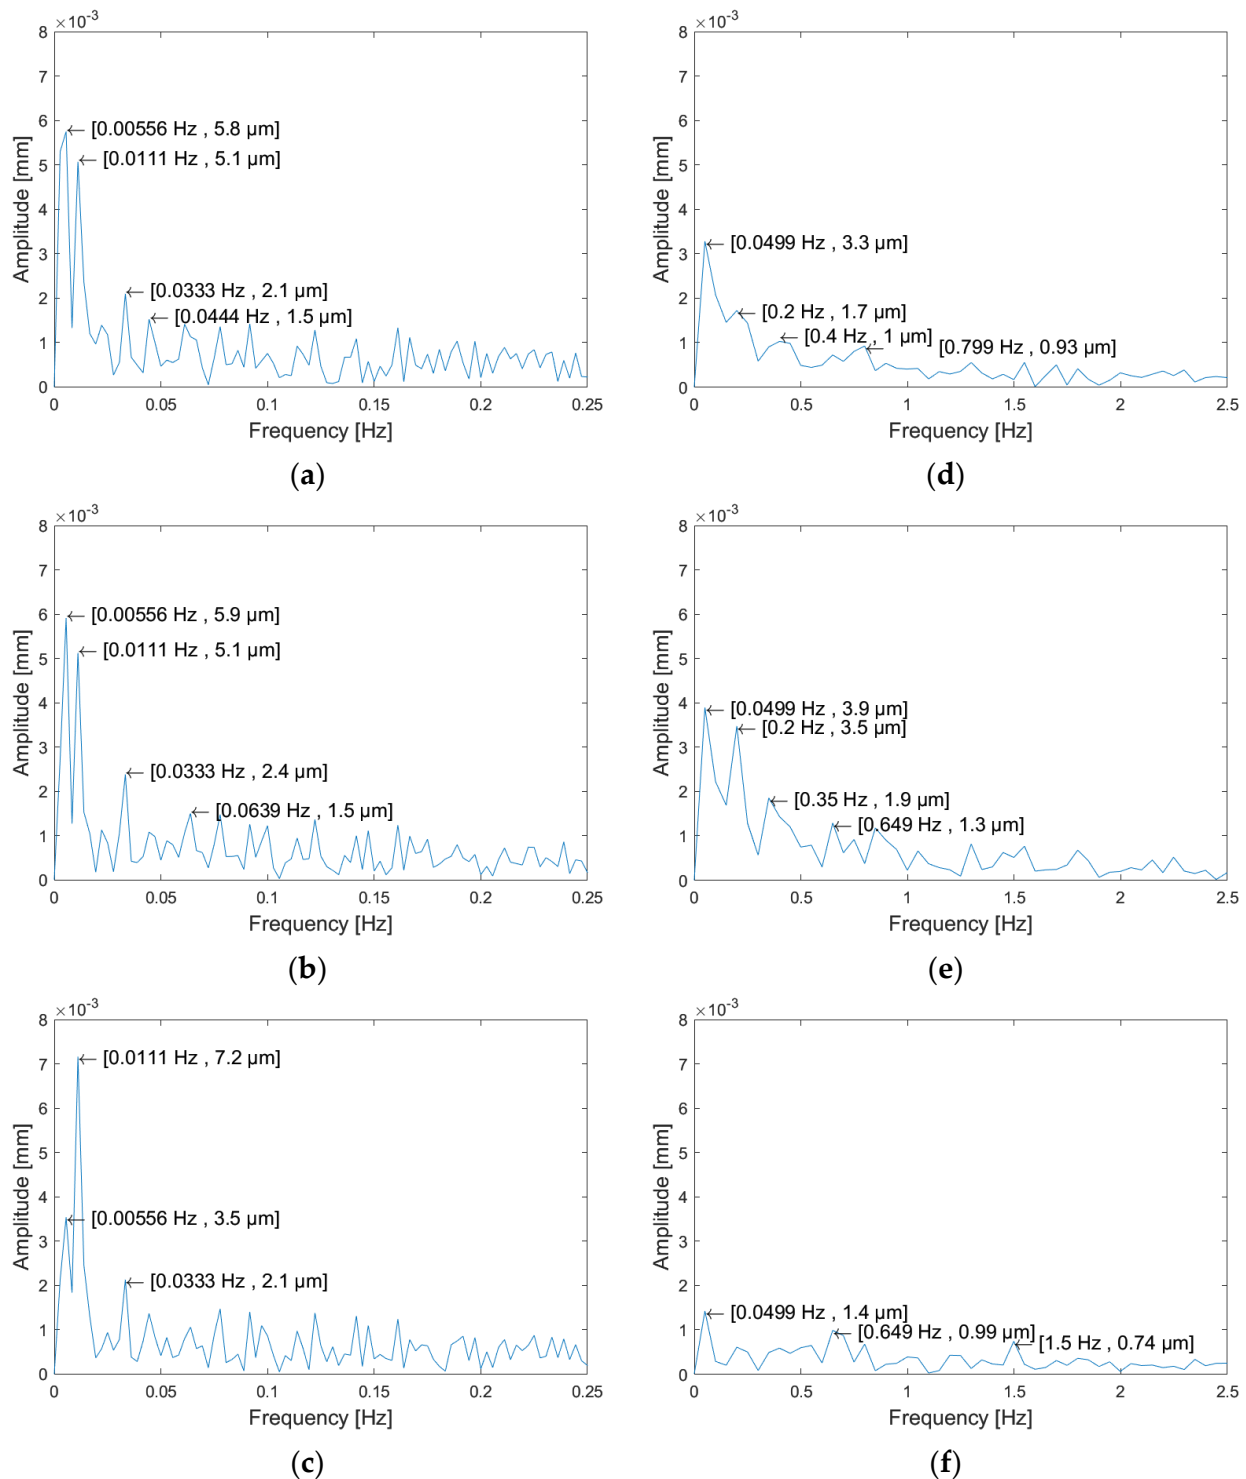 ×10⁻³
8
7
6
5
4
3
2
1
0
Amplitude [mm]
[0.00556 Hz , 5.8 µm]
[0.0111 Hz , 5.1 µm]
[0.0333 Hz , 2.1 µm]
[0.0444 Hz , 1.5 µm]
0 0.05 0.1 0.15 0.2 0.25
Frequency [Hz]
(a)
×10⁻³
8
7
6
5
4
3
2
1
0
Amplitude [mm]
[0.0499 Hz , 3.3 µm]
[0.2 Hz , 1.7 µm]
[0.4 Hz , 1 µm]
[0.799 Hz , 0.93 µm]
0 0.5 1 1.5 2 2.5
Frequency [Hz]
(d)
×10⁻³
8
7
6
5
4
3
2
1
0
Amplitude [mm]
[0.00556 Hz , 5.9 µm]
[0.0111 Hz , 5.1 µm]
[0.0333 Hz , 2.4 µm]
[0.0639 Hz , 1.5 µm]
0 0.05 0.1 0.15 0.2 0.25
Frequency [Hz]
(b)
×10⁻³
8
7
6
5
4
3
2
1
0
Amplitude [mm]
[0.0499 Hz , 3.9 µm]
[0.2 Hz , 3.5 µm]
[0.35 Hz , 1.9 µm]
[0.649 Hz , 1.3 µm]
0 0.5 1 1.5 2 2.5
Frequency [Hz]
(e)
×10⁻³
8
7
6
5
4
3
2
1
0
Amplitude [mm]
[0.0111 Hz , 7.2 µm]
[0.00556 Hz , 3.5 µm]
[0.0333 Hz , 2.1 µm]
0 0.05 0.1 0.15 0.2 0.25
Frequency [Hz]
(c)
×10⁻³
8
7
6
5
4
3
2
1
0
Amplitude [mm]
[0.0499 Hz , 1.4 µm]
[0.649 Hz , 0.99 µm]
[1.5 Hz , 0.74 µm]
0 0.5 1 1.5 2 2.5
Frequency [Hz]
(f)